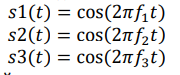 s1(t) = cos(2πf₁t)
s2(t) = cos(2πf₂t)
s3(t) = cos(2πf₃t)